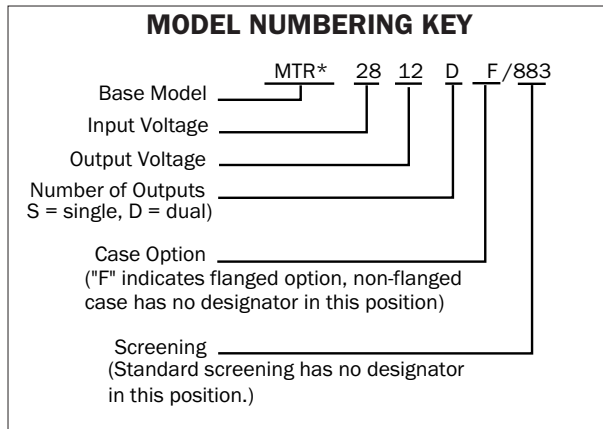 MODEL NUMBERING KEY
MTR* 28 12 D F/883
Base Model
Input Voltage
Output Voltage
Number of Outputs
S = single, D = dual)
Case Option
("F" indicates flanged option, non-flanged
case has no designator in this position)
Screening
(Standard screening has no designator
in this position.)